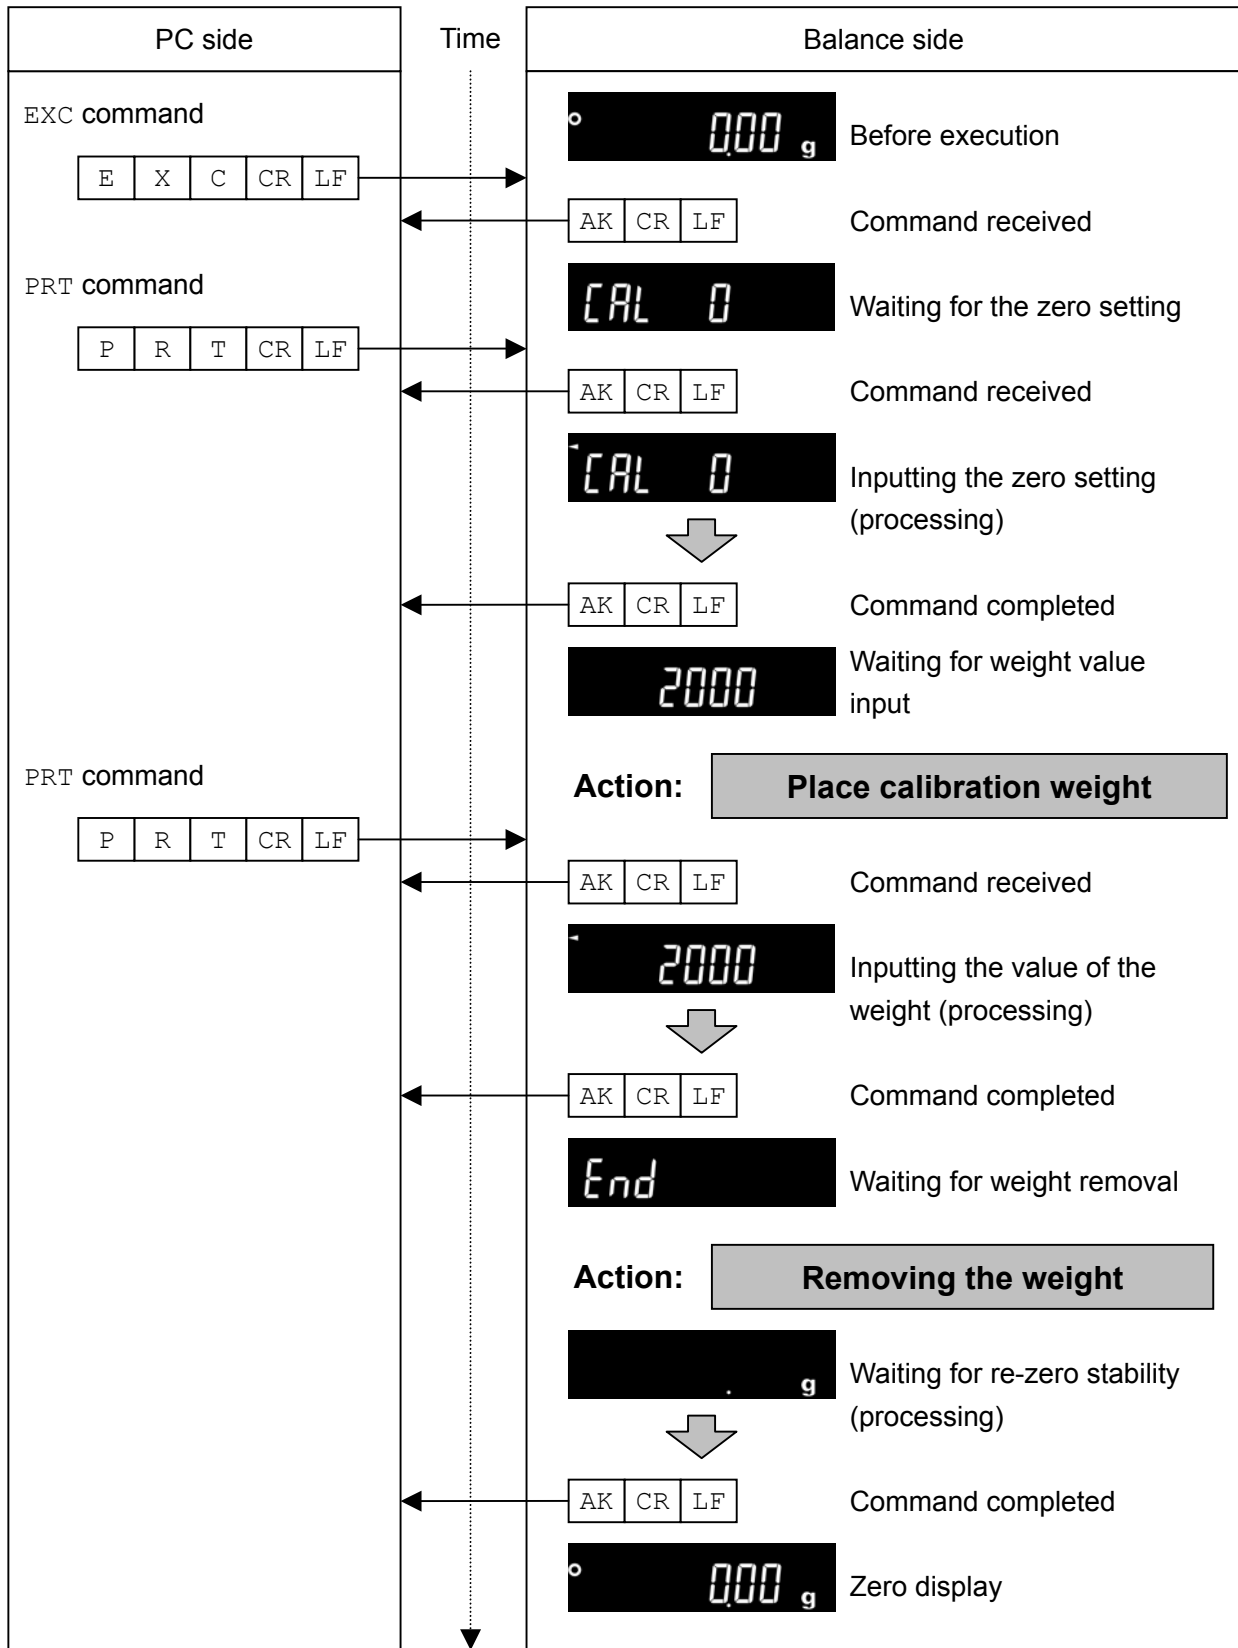 PC side
Time
Balance side
EXC command
0.00 g
Before execution
E X C CR LF
AK CR LF
Command received
PRT command
CAL 0
Waiting for the zero setting
P R T CR LF
AK CR LF
Command received
CAL 0
Inputting the zero setting
(processing)
AK CR LF
Command completed
2000
Waiting for weight value
input
PRT command
Action:
Place calibration weight
P R T CR LF
AK CR LF
Command received
2000
Inputting the value of the
weight (processing)
AK CR LF
Command completed
End
Waiting for weight removal
Action:
Removing the weight
. g
Waiting for re-zero stability
(processing)
AK CR LF
Command completed
0.00 g
Zero display